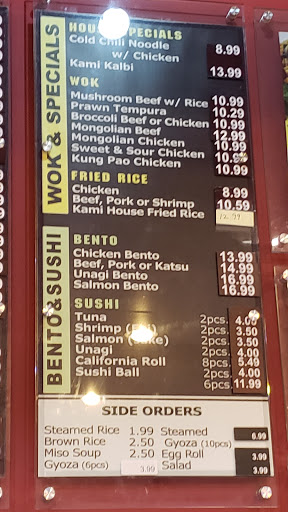 HOUSE SPECIALS
Cold Chili Noodle
w/ Chicken 8.99
Kami Kalbi 13.99
WOK & SPECIALS
WOK
Mushroom Beef w/ Rice 10.99
Prawn Tempura 10.29
Broccoli Beef or Chicken 10.99
Mongolian Beef 12.99
Mongolian Chicken 10.99
Sweet & Sour Chicken 10.99
Kung Pao Chicken 10.99
FRIED RICE
Chicken 8.99
Beef, Pork or Shrimp 10.59
Kami House Fried Rice
BENTO&SUSHI
BENTO
Chicken Bento 13.99
Beef, Pork or Katsu 14.99
Unagi Bento 16.99
Salmon Bento 16.99
SUSHI
Tuna 2pcs. 4.00
Shrimp 2pcs. 3.50
Salmon 2pcs. 3.50
Unagi 2pcs. 4.00
California Roll 8pcs. 5.49
Sushi Ball 2pcs. 4.00
6pcs. 11.99
SIDE ORDERS
Steamed Rice 1.99 Steamed
Brown Rice 2.50 Gyoza (10pcs) 6.99
Miso Soup 2.50 Egg Roll 3.99
Gyoza (6pcs) 3.99 Salad 3.99